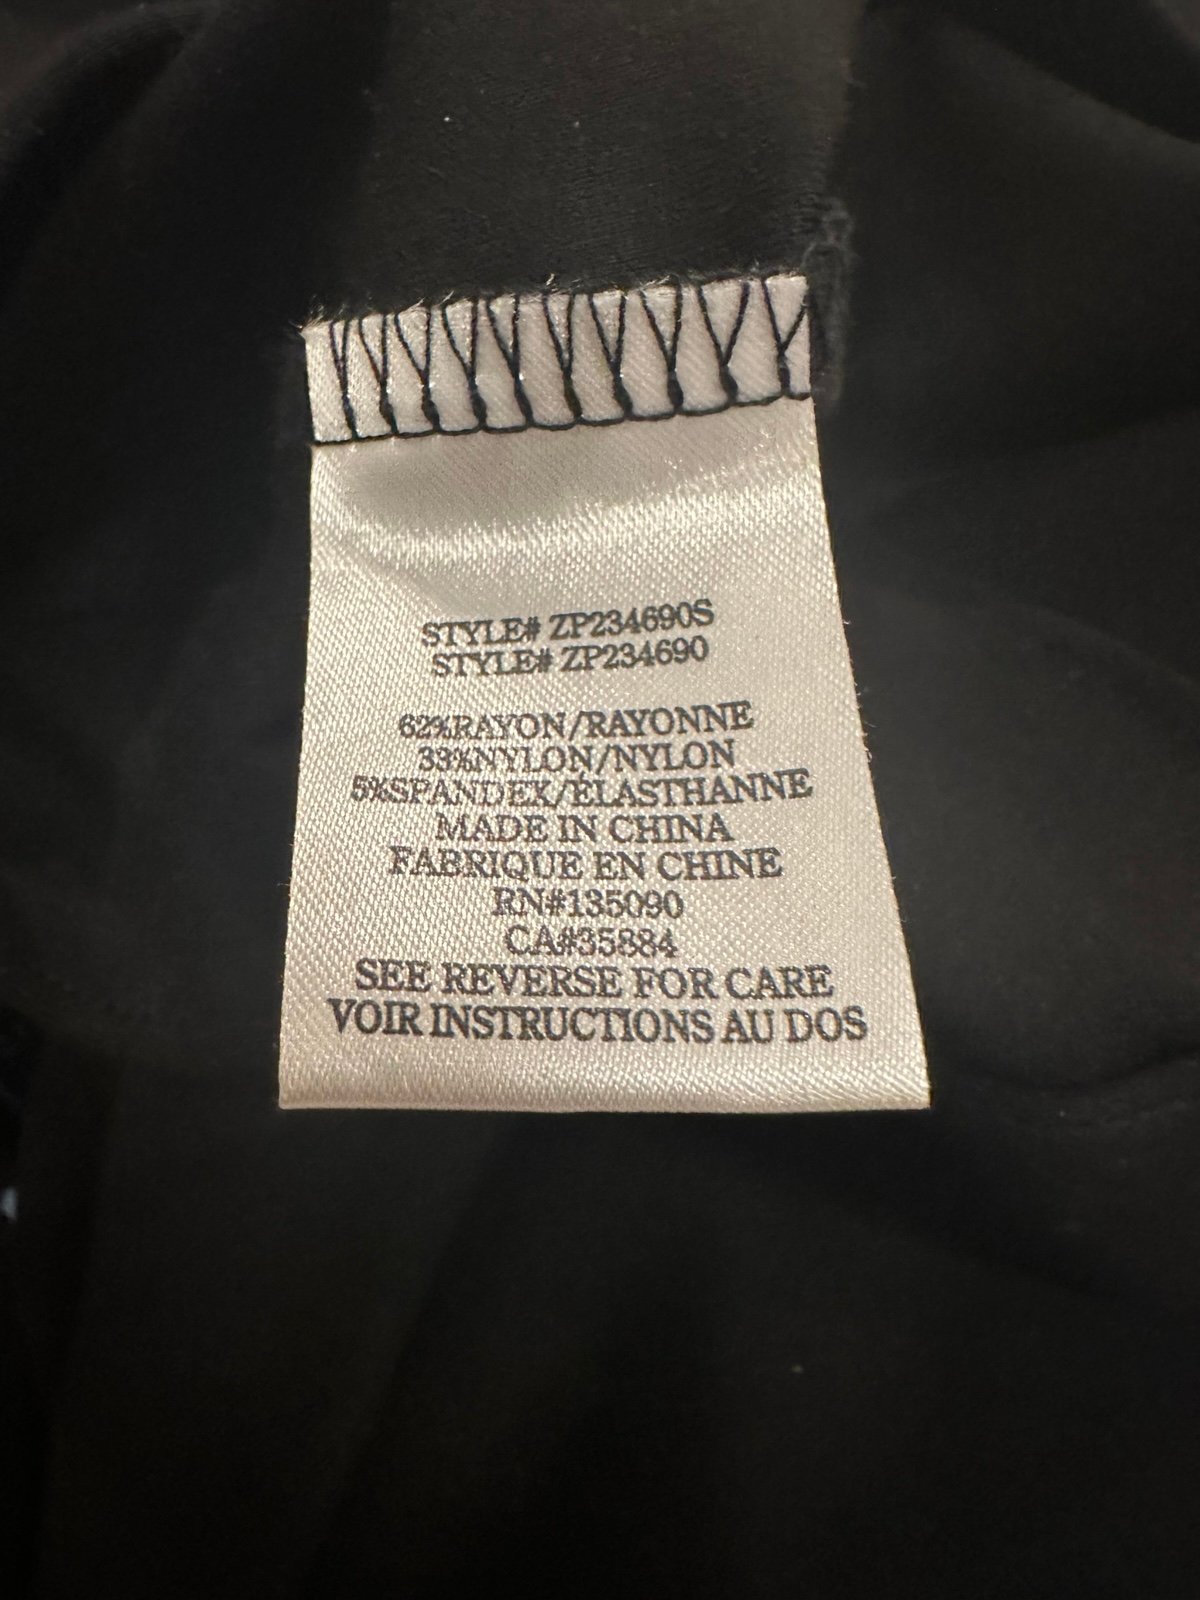 STYLE# ZP234690S
STYLE# ZP234690
62%RAYON/RAYONNE
33%NYLON/NYLON
5%SPANDEX/ÉLASTHANNE
MADE IN CHINA
FABRIQUE EN CHINE
RN#135090
CA#35884
SEE REVERSE FOR CARE
VOIR INSTRUCTIONS AU DOS